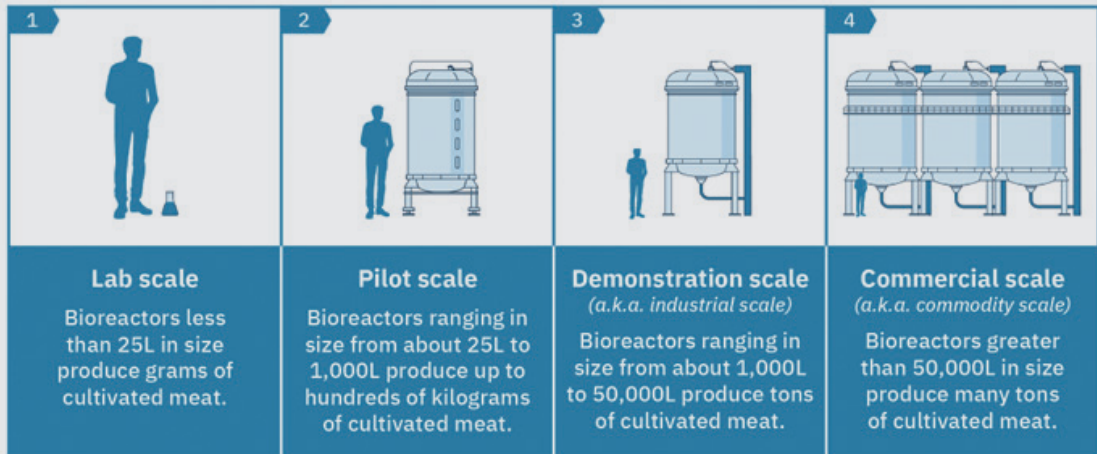 1
Lab scale
Bioreactors less
than 25L in size
produce grams of
cultivated meat.
2
Pilot scale
Bioreactors ranging in
size from about 25L to
1,000L produce up to
hundreds of kilograms
of cultivated meat.
3
Demonstration scale
(a.k.a. industrial scale)
Bioreactors ranging in
size from about 1,000L
to 50,000L produce tons
of cultivated meat.
4
Commercial scale
(a.k.a. commodity scale)
Bioreactors greater
than 50,000L in size
produce many tons
of cultivated meat.